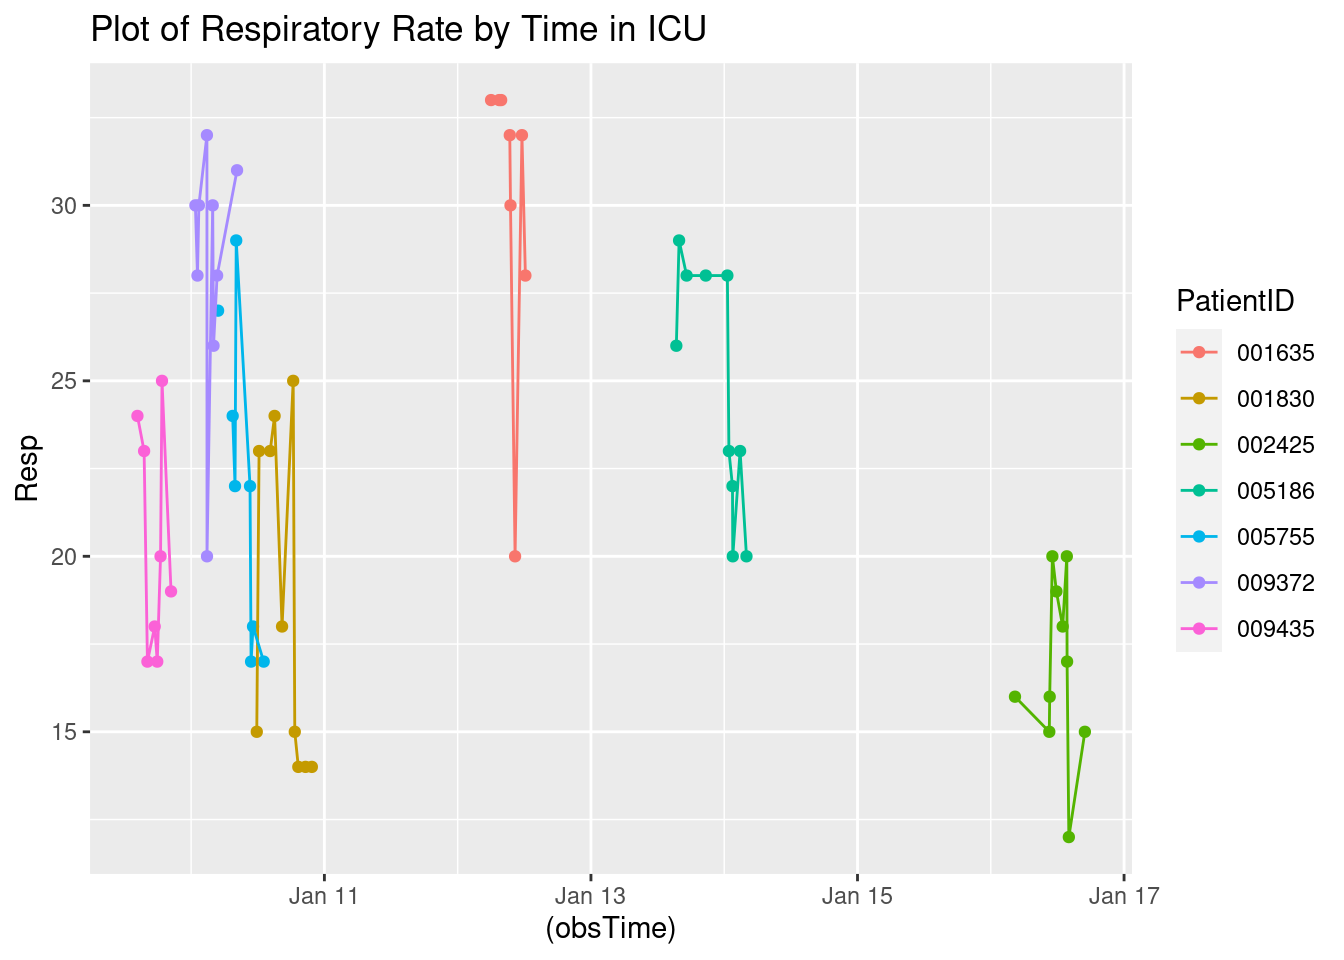 Plot of Respiratory Rate by Time in ICU
Resp
30
25
20
15
Jan 11
Jan 13
Jan 15
Jan 17
(obsTime)
PatientID
001635
001830
002425
005186
005755
009372
009435